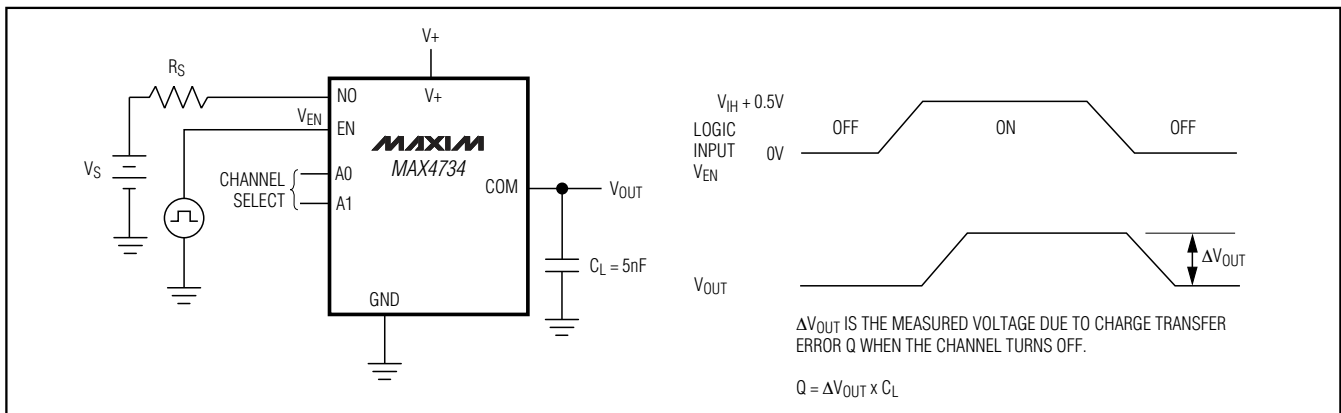 V+
RS
NO
V+
VEN
EN
MAXIM
MAX4734
VS
CHANNEL
SELECT
A0
A1
COM
VOUT
CL = 5nF
GND
VIH + 0.5V
LOGIC
INPUT
VEN
0V
OFF
ON
OFF
VOUT
ΔVOUT
ΔVOUT IS THE MEASURED VOLTAGE DUE TO CHARGE TRANSFER
ERROR Q WHEN THE CHANNEL TURNS OFF.
Q = ΔVOUT x CL